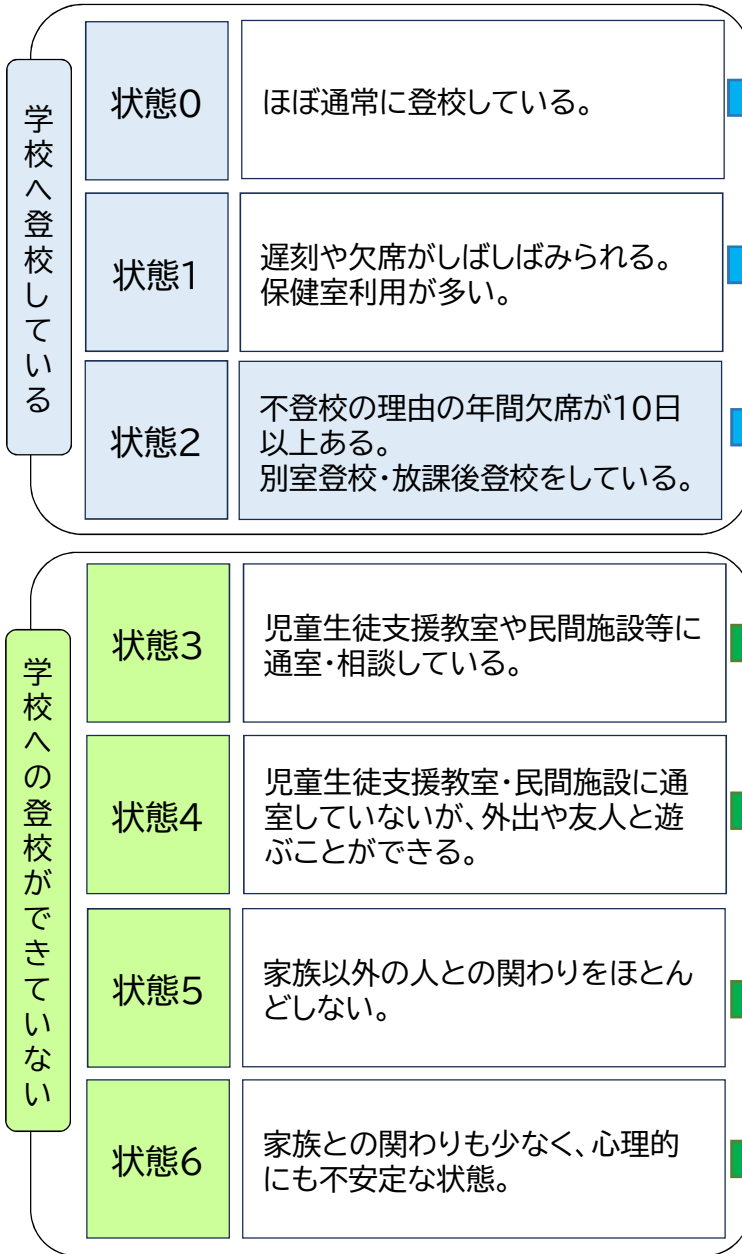 学校へ登校している
状態0
ほぼ通常に登校している。
状態1
遅刻や欠席がしばしばみられる。
保健室利用が多い。
状態2
不登校の理由の年間欠席が10日
以上ある。
別室登校・放課後登校をしている。
学校への登校ができていない
状態3
児童生徒支援教室や民間施設等に
通室・相談している。
状態4
児童生徒支援教室・民間施設に通
室していないが、外出や友人と遊
ぶことができる。
状態5
家族以外の人との関わりをほとん
どしない。
状態6
家族との関わりも少なく、心理的
にも不安定な状態。